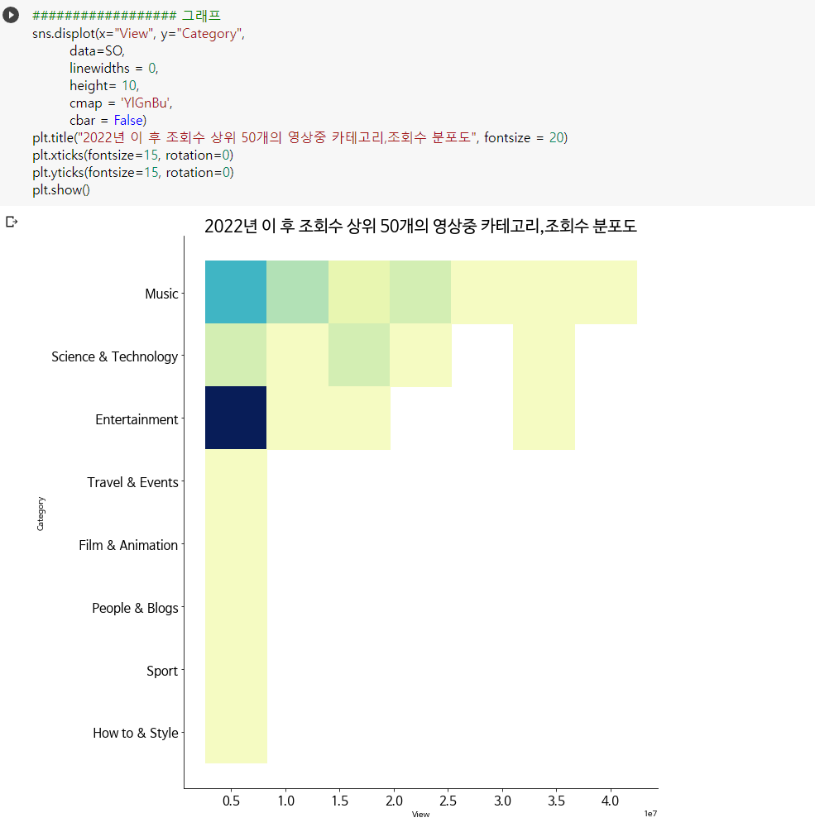 ################## 그래프
sns.displot(x="View", y="Category",
data=SO,
linewidths = 0,
height= 10,
cmap = 'YlGnBu',
cbar = False)
plt.title("2022년 이 후 조회수 상위 50개의 영상중 카테고리,조회수 분포도", fontsize = 20)
plt.xticks(fontsize=15, rotation=0)
plt.yticks(fontsize=15, rotation=0)
plt.show()
2022년 이 후 조회수 상위 50개의 영상중 카테고리,조회수 분포도
Music
Science & Technology
Entertainment
Travel & Events
Category
Film & Animation
People & Blogs
Sport
How to & Style
0.5 1.0 1.5 2.0 2.5 3.0 3.5 4.0
View
1e7